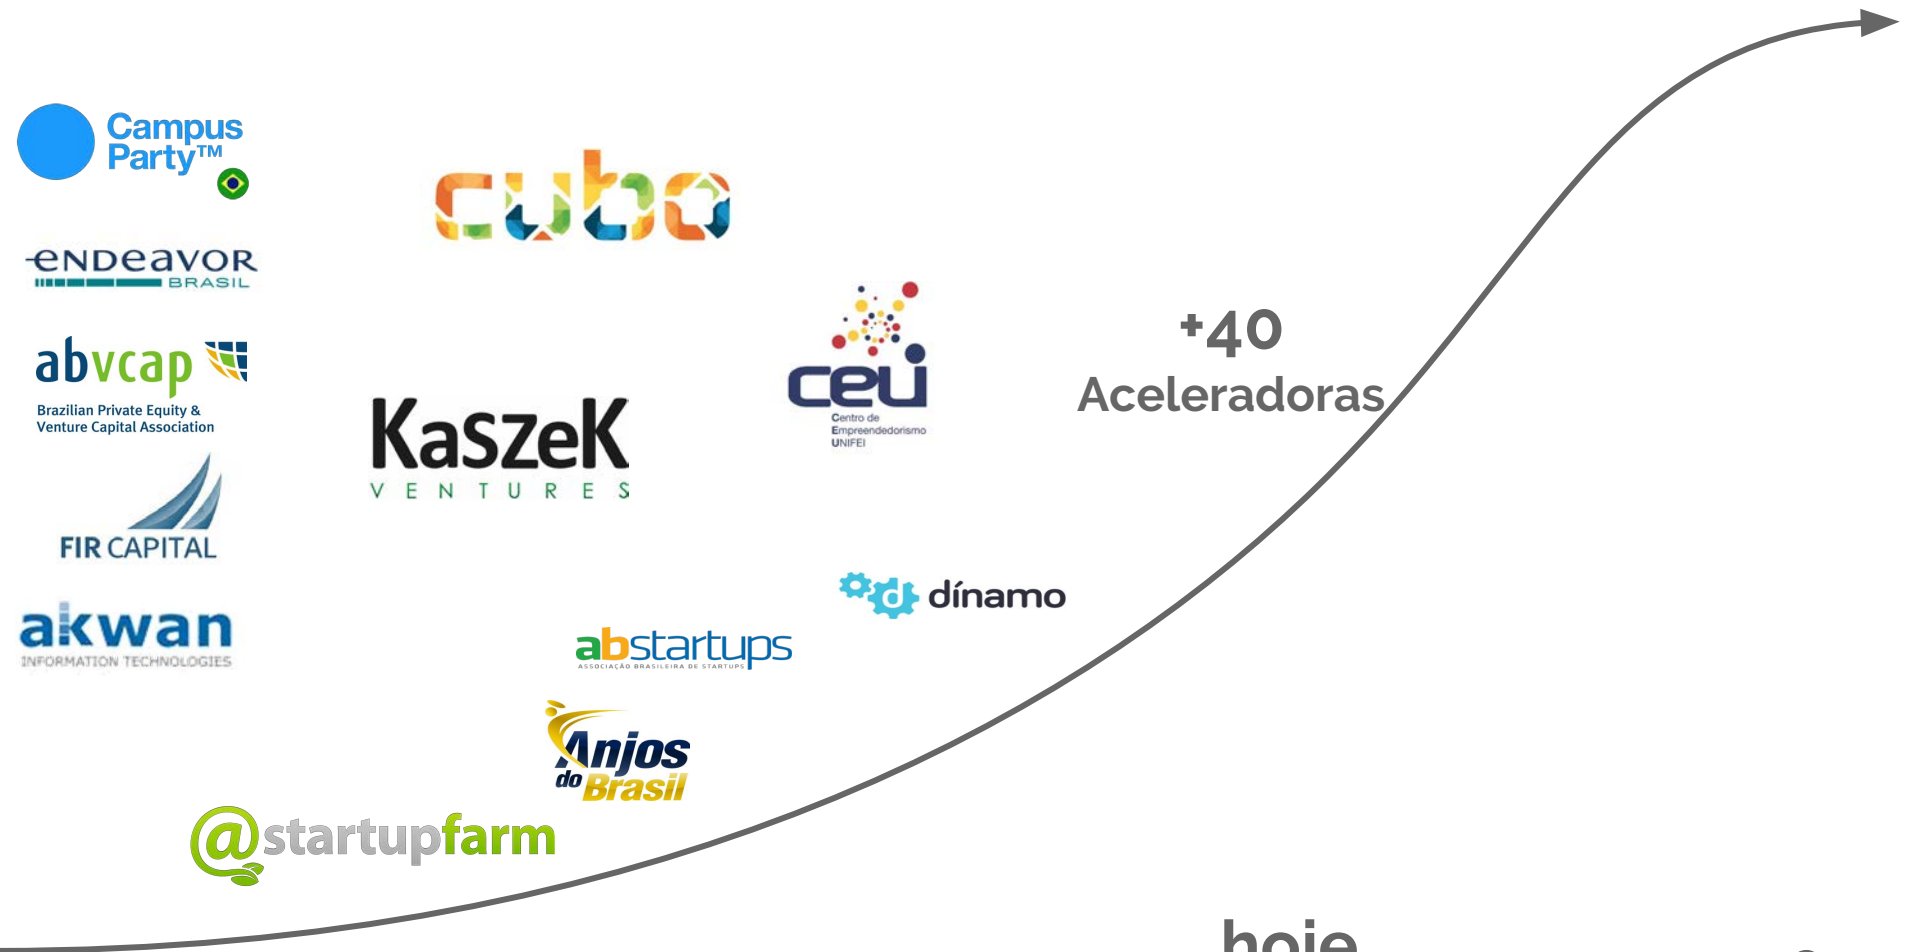 Campus
Party™
cubo
endeavor
BRASIL
abvcap
Brazilian Private Equity &
Venture Capital Association
ceu
Centro de
Empreendedorismo
UNIFEI
+40
Aceleradoras
KaszeK
VENTURES
FIR CAPITAL
dínamo
akwan
INFORMATION TECHNOLOGIES
abstartups
ASSOCIAÇÃO BRASILEIRA DE STARTUPS
Anjos
do Brasil
@startupfarm
hoje